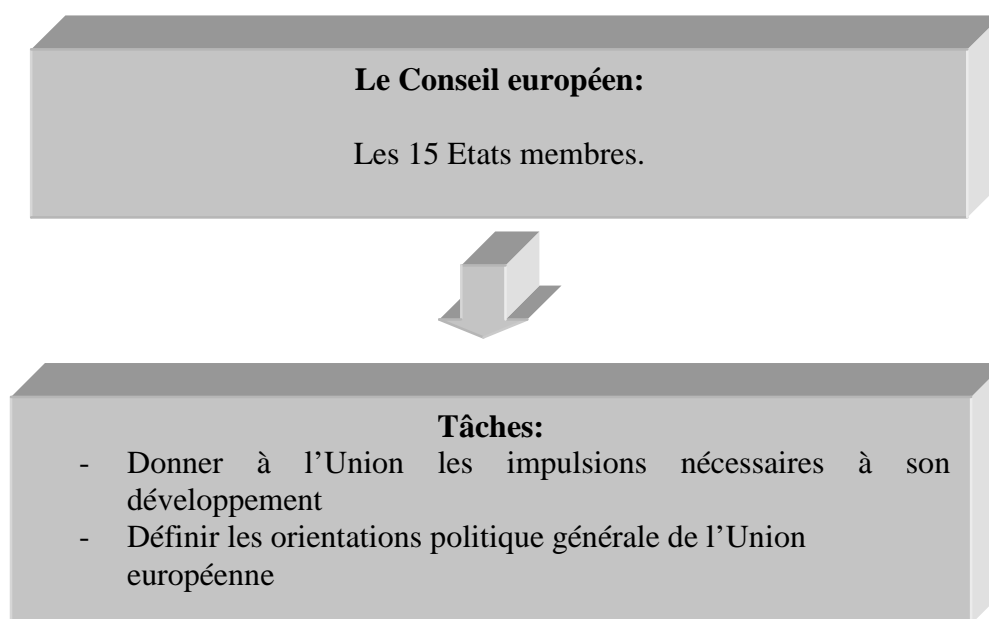 Le Conseil européen:
Les 15 Etats membres.
Tâches:
- Donner à l’Union les impulsions nécessaires à son
développement
- Définir les orientations politique générale de l’Union
européenne